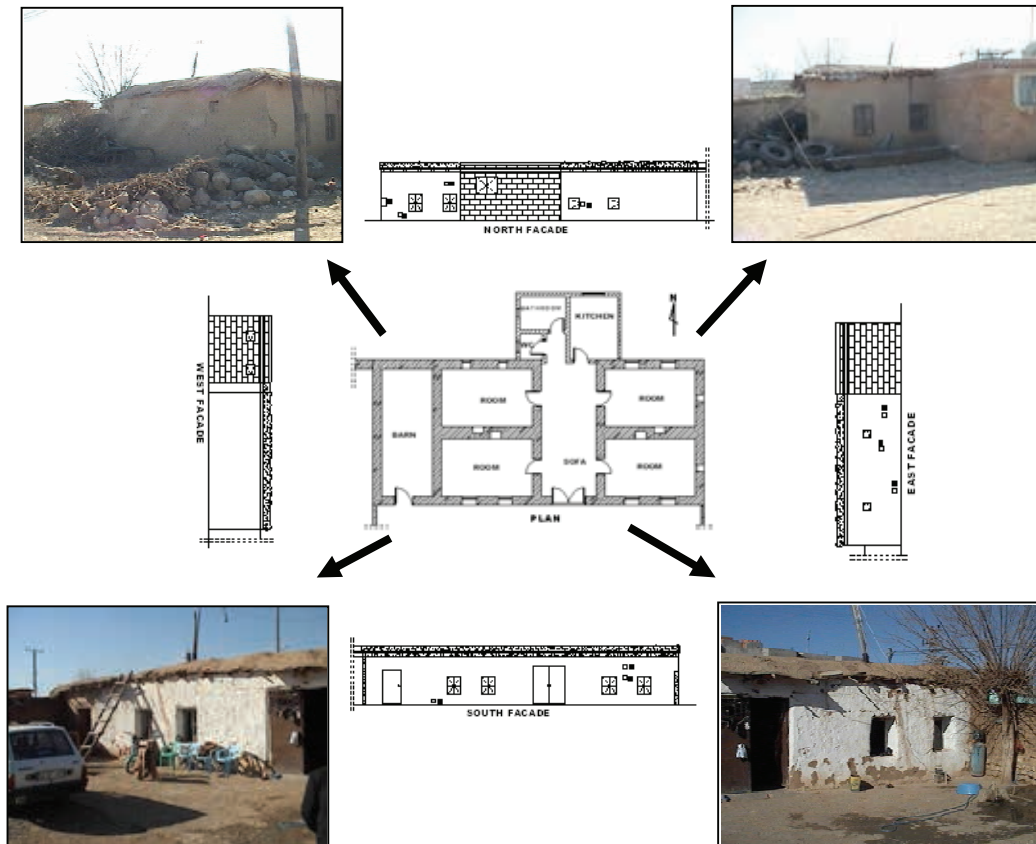 NORTH FACADE
N
BATHROOM
KITCHEN
WC
WEST FACADE
ROOM
ROOM
BARN
EAST FACADE
ROOM
SOFA
ROOM
PLAN
SOUTH FACADE